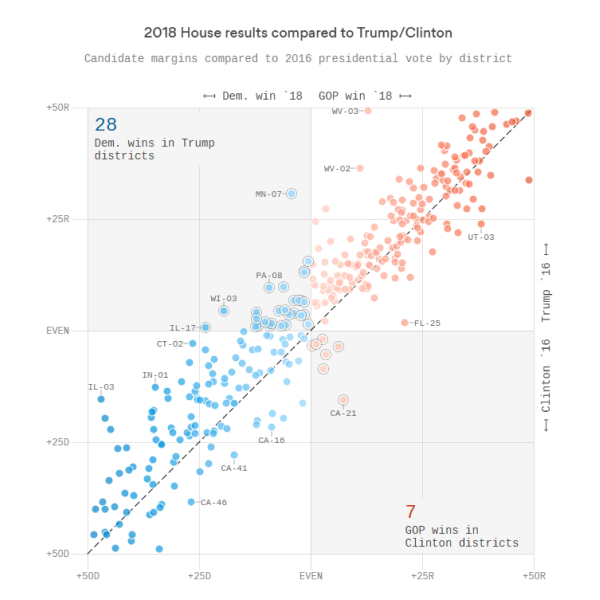 2018 House results compared to Trump/Clinton
Candidate margins compared to 2016 presidential vote by district
⟻ Dem. win `18 GOP win `18 ⟼
+50R
WV-03
28
Dem. wins in Trump
districts
WV-02
MN-07
+25R
UT-03
PA-08
WI-03
IL-17
FL-25
EVEN
CT-02
IN-01
IL-03
CA-21
CA-16
+25D
CA-41
CA-46
7
GOP wins in
Clinton districts
+50D
+50D
+25D
EVEN
+25R
+50R
⟵ Clinton `16 Trump `16 ⟶